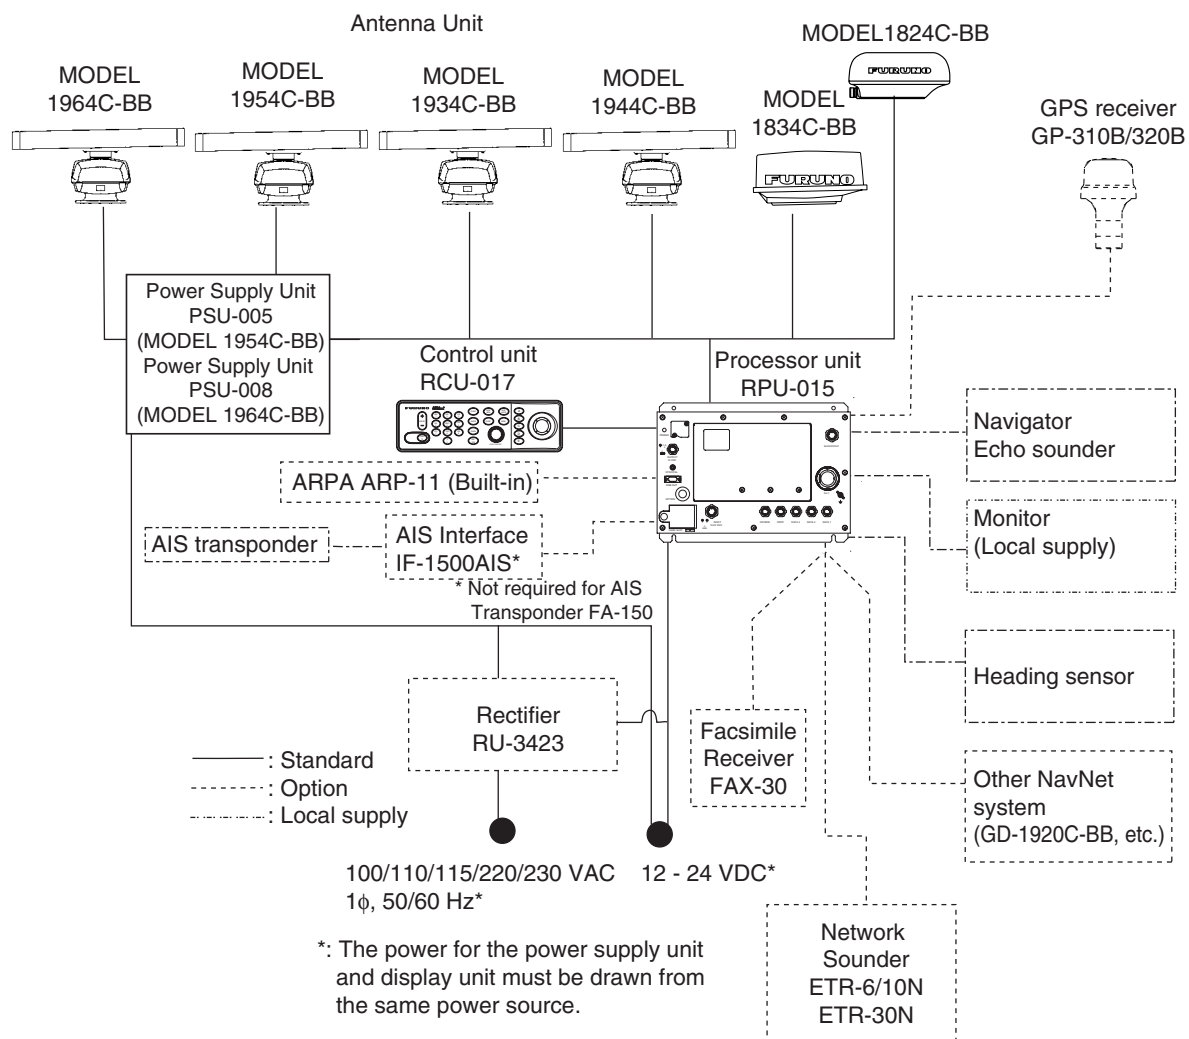 Antenna Unit
MODEL1824C-BB
MODEL
1964C-BB
MODEL
1954C-BB
MODEL
1934C-BB
MODEL
1944C-BB
MODEL
1834C-BB
FURUNO
FURUNO
GPS receiver
GP-310B/320B
Power Supply Unit
PSU-005
(MODEL 1954C-BB)
Power Supply Unit
PSU-008
(MODEL 1964C-BB)
Control unit
RCU-017
Processor unit
RPU-015
Navigator
Echo sounder
ARPA ARP-11 (Built-in)
Monitor
(Local supply)
AIS transponder
AIS Interface
IF-1500AIS*
* Not required for AIS
Transponder FA-150
Heading sensor
Rectifier
RU-3423
Facsimile
Receiver
FAX-30
Other NavNet
system
(GD-1920C-BB, etc.)
: Standard
: Option
: Local supply
100/110/115/220/230 VAC
1ϕ, 50/60 Hz*
12 - 24 VDC*
*: The power for the power supply unit
and display unit must be drawn from
the same power source.
Network
Sounder
ETR-6/10N
ETR-30N